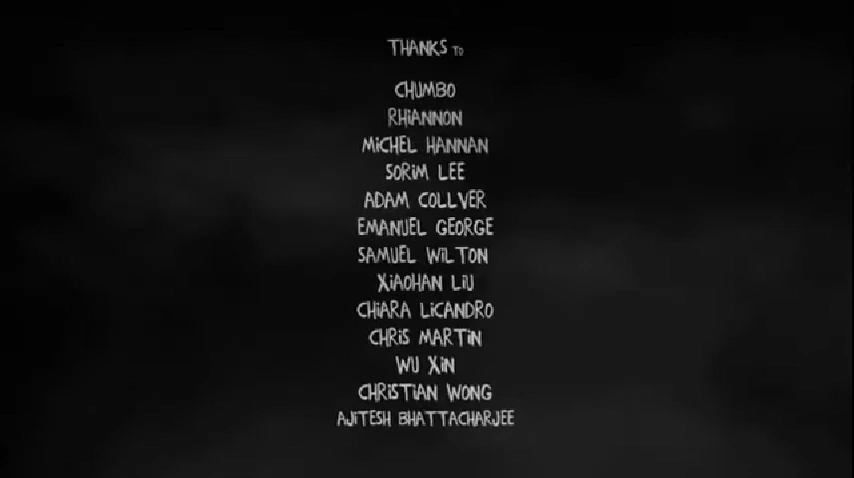 THANKS TO
CHUMBO
RHiANNON
MiCHEL HANNAN
SORiM LEE
ADAM COLLVER
EMANUEL GEORGE
SAMUEL WiLTON
XiAOHAN LiU
CHiARA LiCANDRO
CHRiS MARTiN
WU XiN
CHRiSTiAN WONG
AJiTESH BHATTACHARJEE